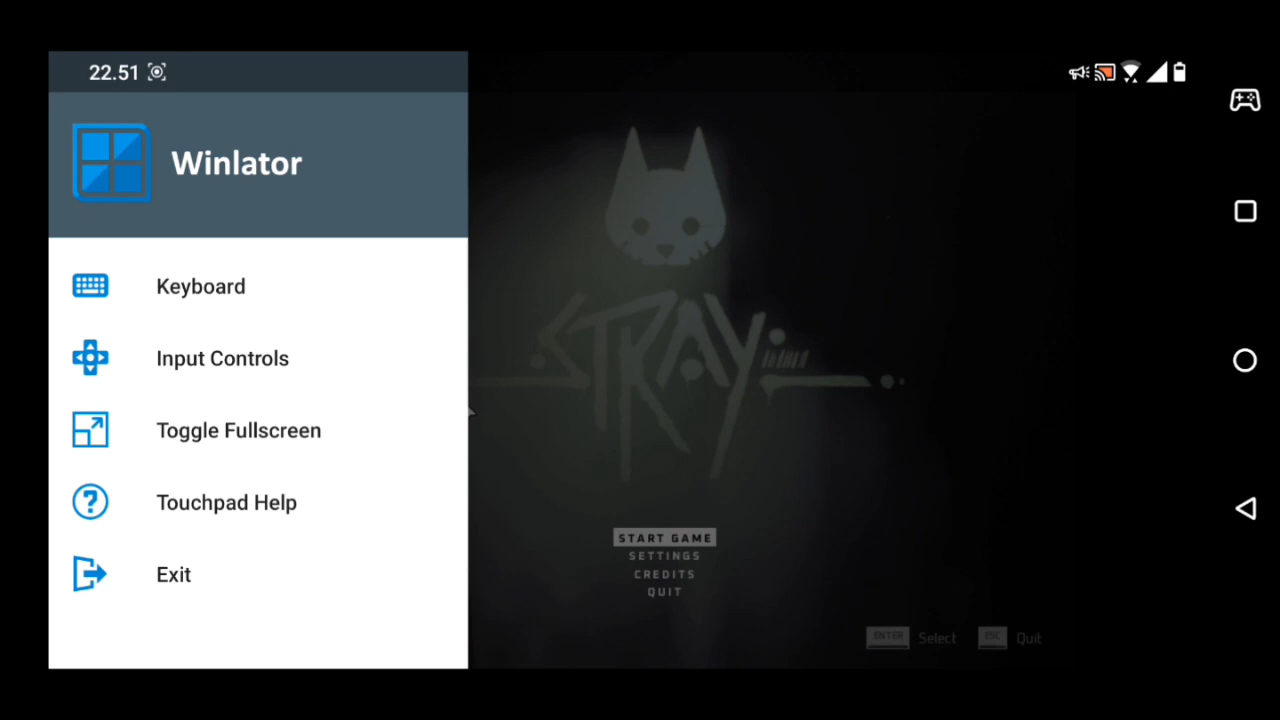 22.51
Winlator
Keyboard
Input Controls
Toggle Fullscreen
Touchpad Help
Exit
STRAY
START GAME
SETTINGS
CREDITS
QUIT
ENTER Select ESC Quit